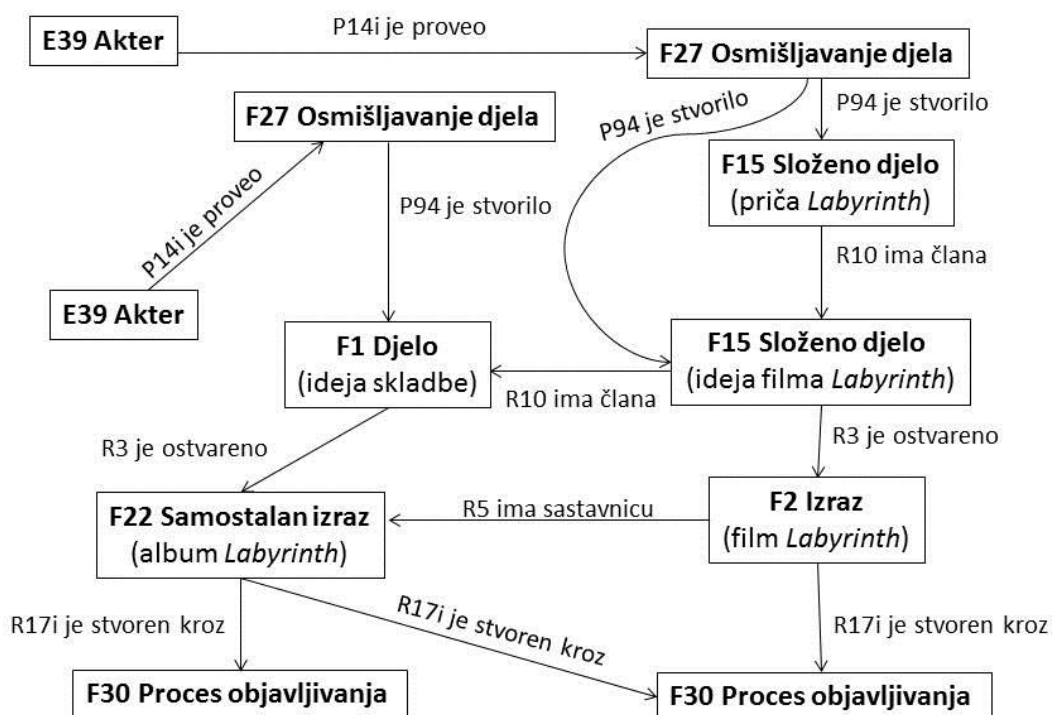 P14i je proveo
E39 Akter
F27 Osmišljavanje djela
P94 je stvorilo
P94 je stvorilo
F27 Osmišljavanje djela
F15 Složeno djelo
(priča Labyrinth)
P14i je proveo
P94 je stvorilo
R10 ima člana
E39 Akter
F1 Djelo
(ideja skladbe)
F15 Složeno djelo
(ideja filma Labyrinth)
R10 ima člana
R3 je ostvareno
R3 je ostvareno
F22 Samostalan izraz
(album Labyrinth)
R5 ima sastavnicu
F2 Izraz
(film Labyrinth)
R17i je stvoren kroz
R17i je stvoren kroz
R17i je stvoren kroz
F30 Proces objavljivanja
F30 Proces objavljivanja